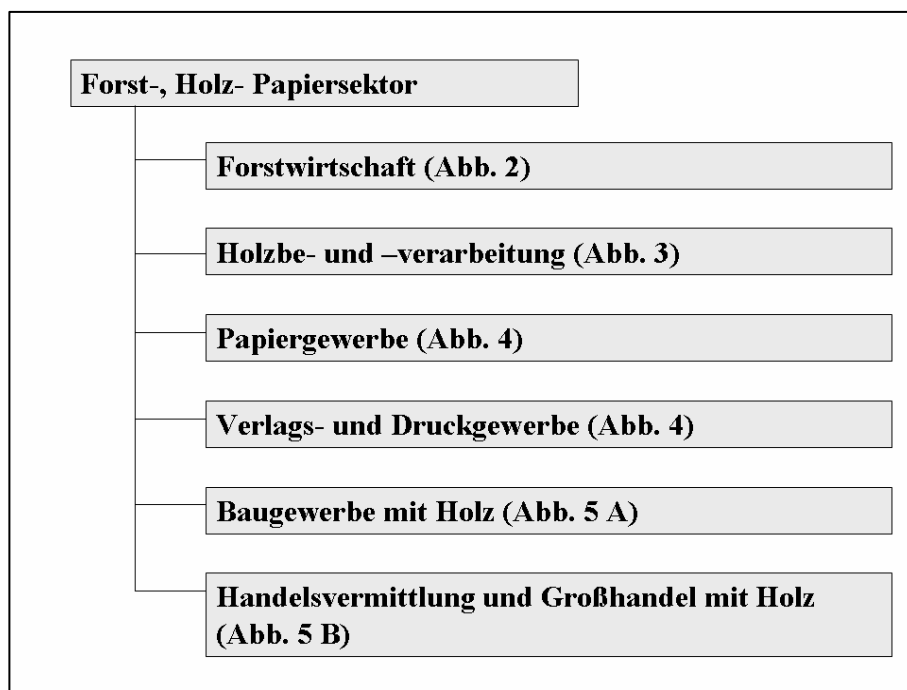 Forst-, Holz- Papiersektor
Forstwirtschaft (Abb. 2)
Holzbe- und –verarbeitung (Abb. 3)
Papiergewerbe (Abb. 4)
Verlags- und Druckgewerbe (Abb. 4)
Baugewerbe mit Holz (Abb. 5 A)
Handelsvermittlung und Großhandel mit Holz
(Abb. 5 B)